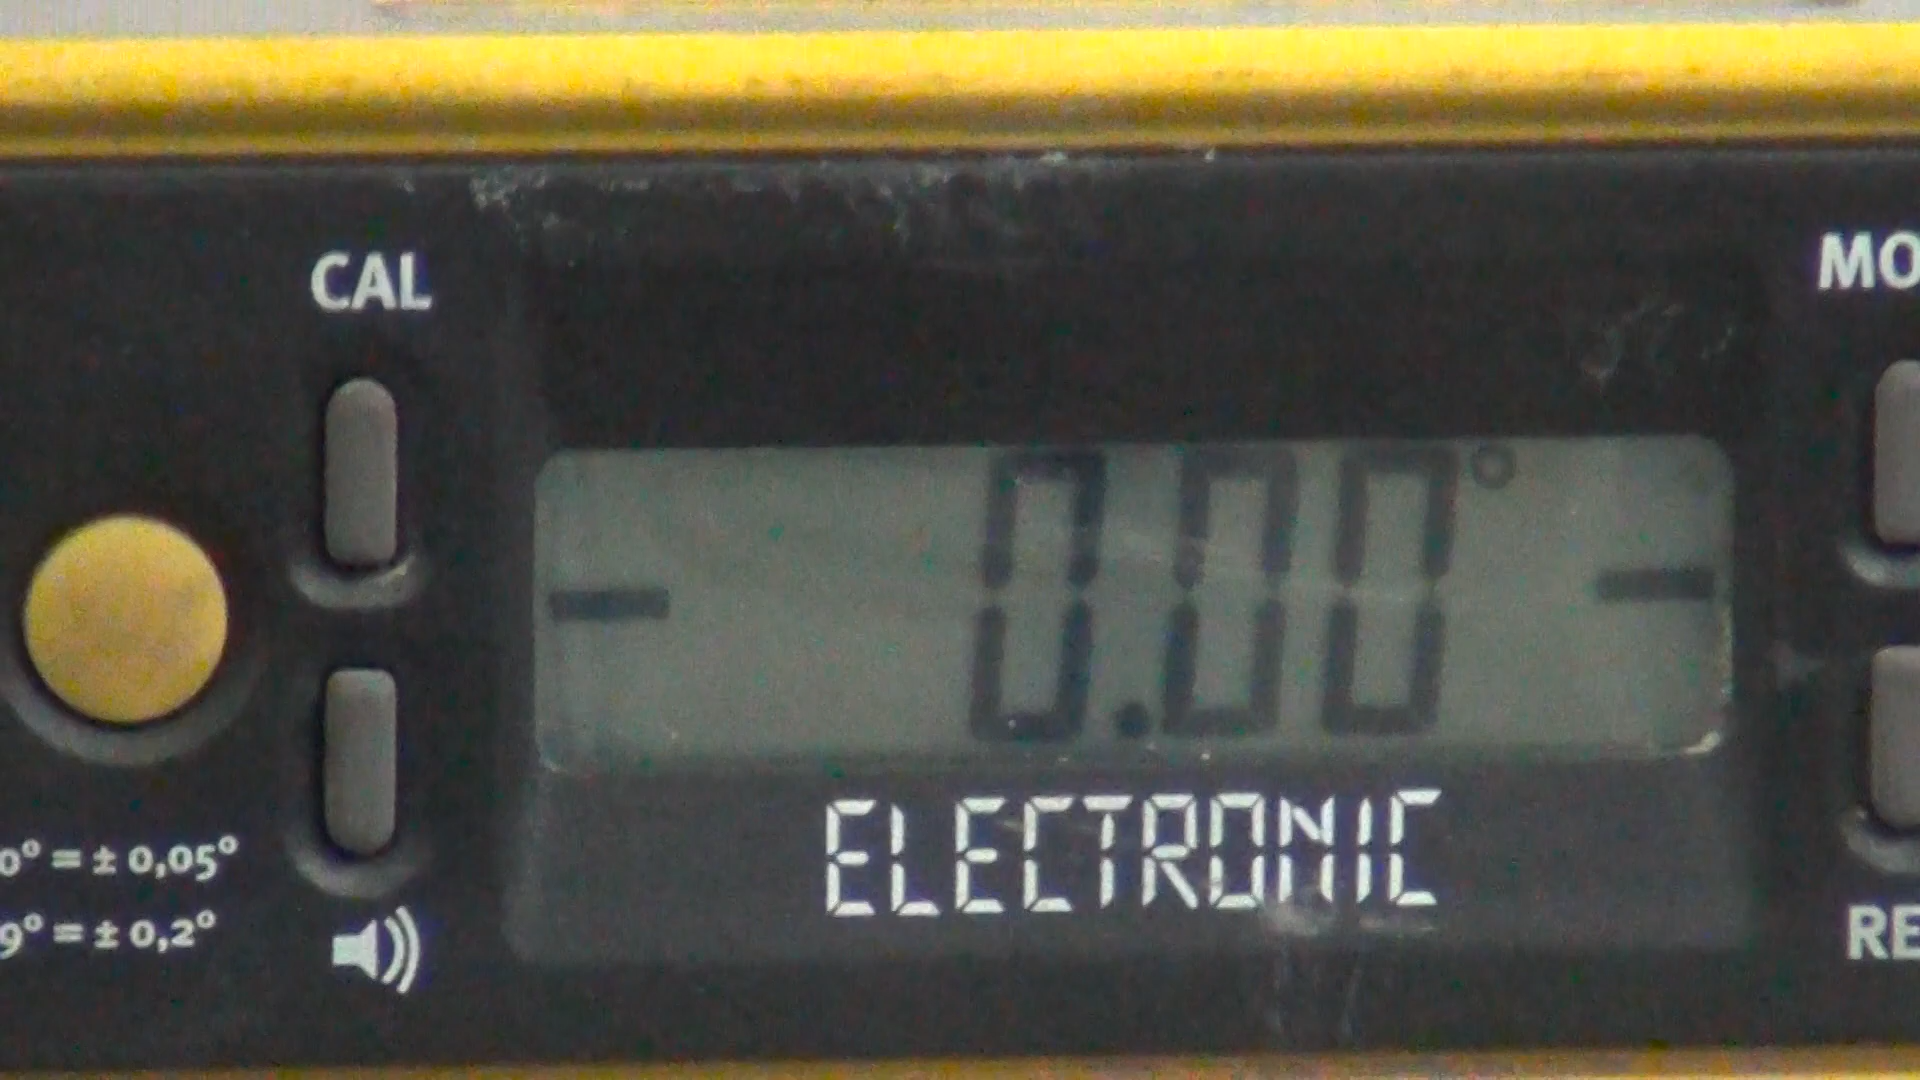 CAL
MO
0.00°
ELECTRONIC
0° = ± 0,05°
9° = ± 0,2°
RE